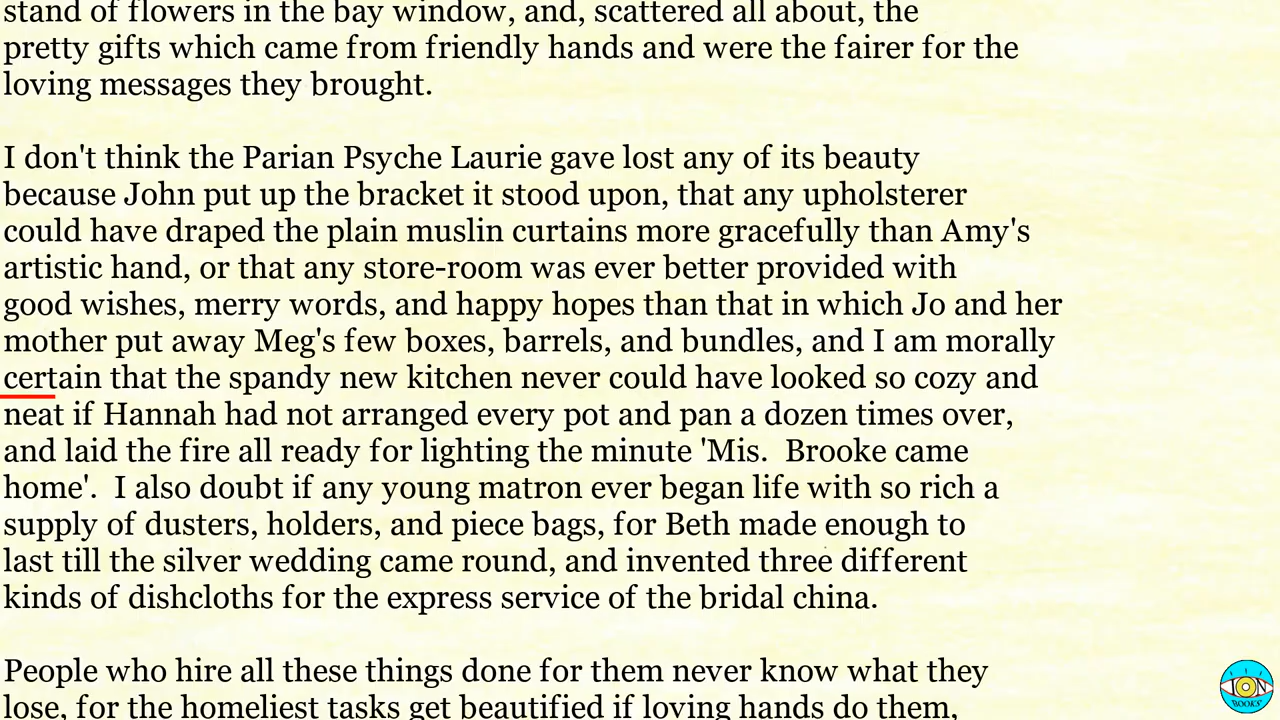 stand of flowers in the bay window, and, scattered all about, the
pretty gifts which came from friendly hands and were the fairer for the
loving messages they brought.
I don't think the Parian Psyche Laurie gave lost any of its beauty
because John put up the bracket it stood upon, that any upholsterer
could have draped the plain muslin curtains more gracefully than Amy's
artistic hand, or that any store-room was ever better provided with
good wishes, merry words, and happy hopes than that in which Jo and her
mother put away Meg's few boxes, barrels, and bundles, and I am morally
certain that the spandy new kitchen never could have looked so cozy and
neat if Hannah had not arranged every pot and pan a dozen times over,
and laid the fire all ready for lighting the minute 'Mis.  Brooke came
home'.  I also doubt if any young matron ever began life with so rich a
supply of dusters, holders, and piece bags, for Beth made enough to
last till the silver wedding came round, and invented three different
kinds of dishcloths for the express service of the bridal china.
People who hire all these things done for them never know what they
lose, for the homeliest tasks get beautified if loving hands do them,
ION
BOOKS